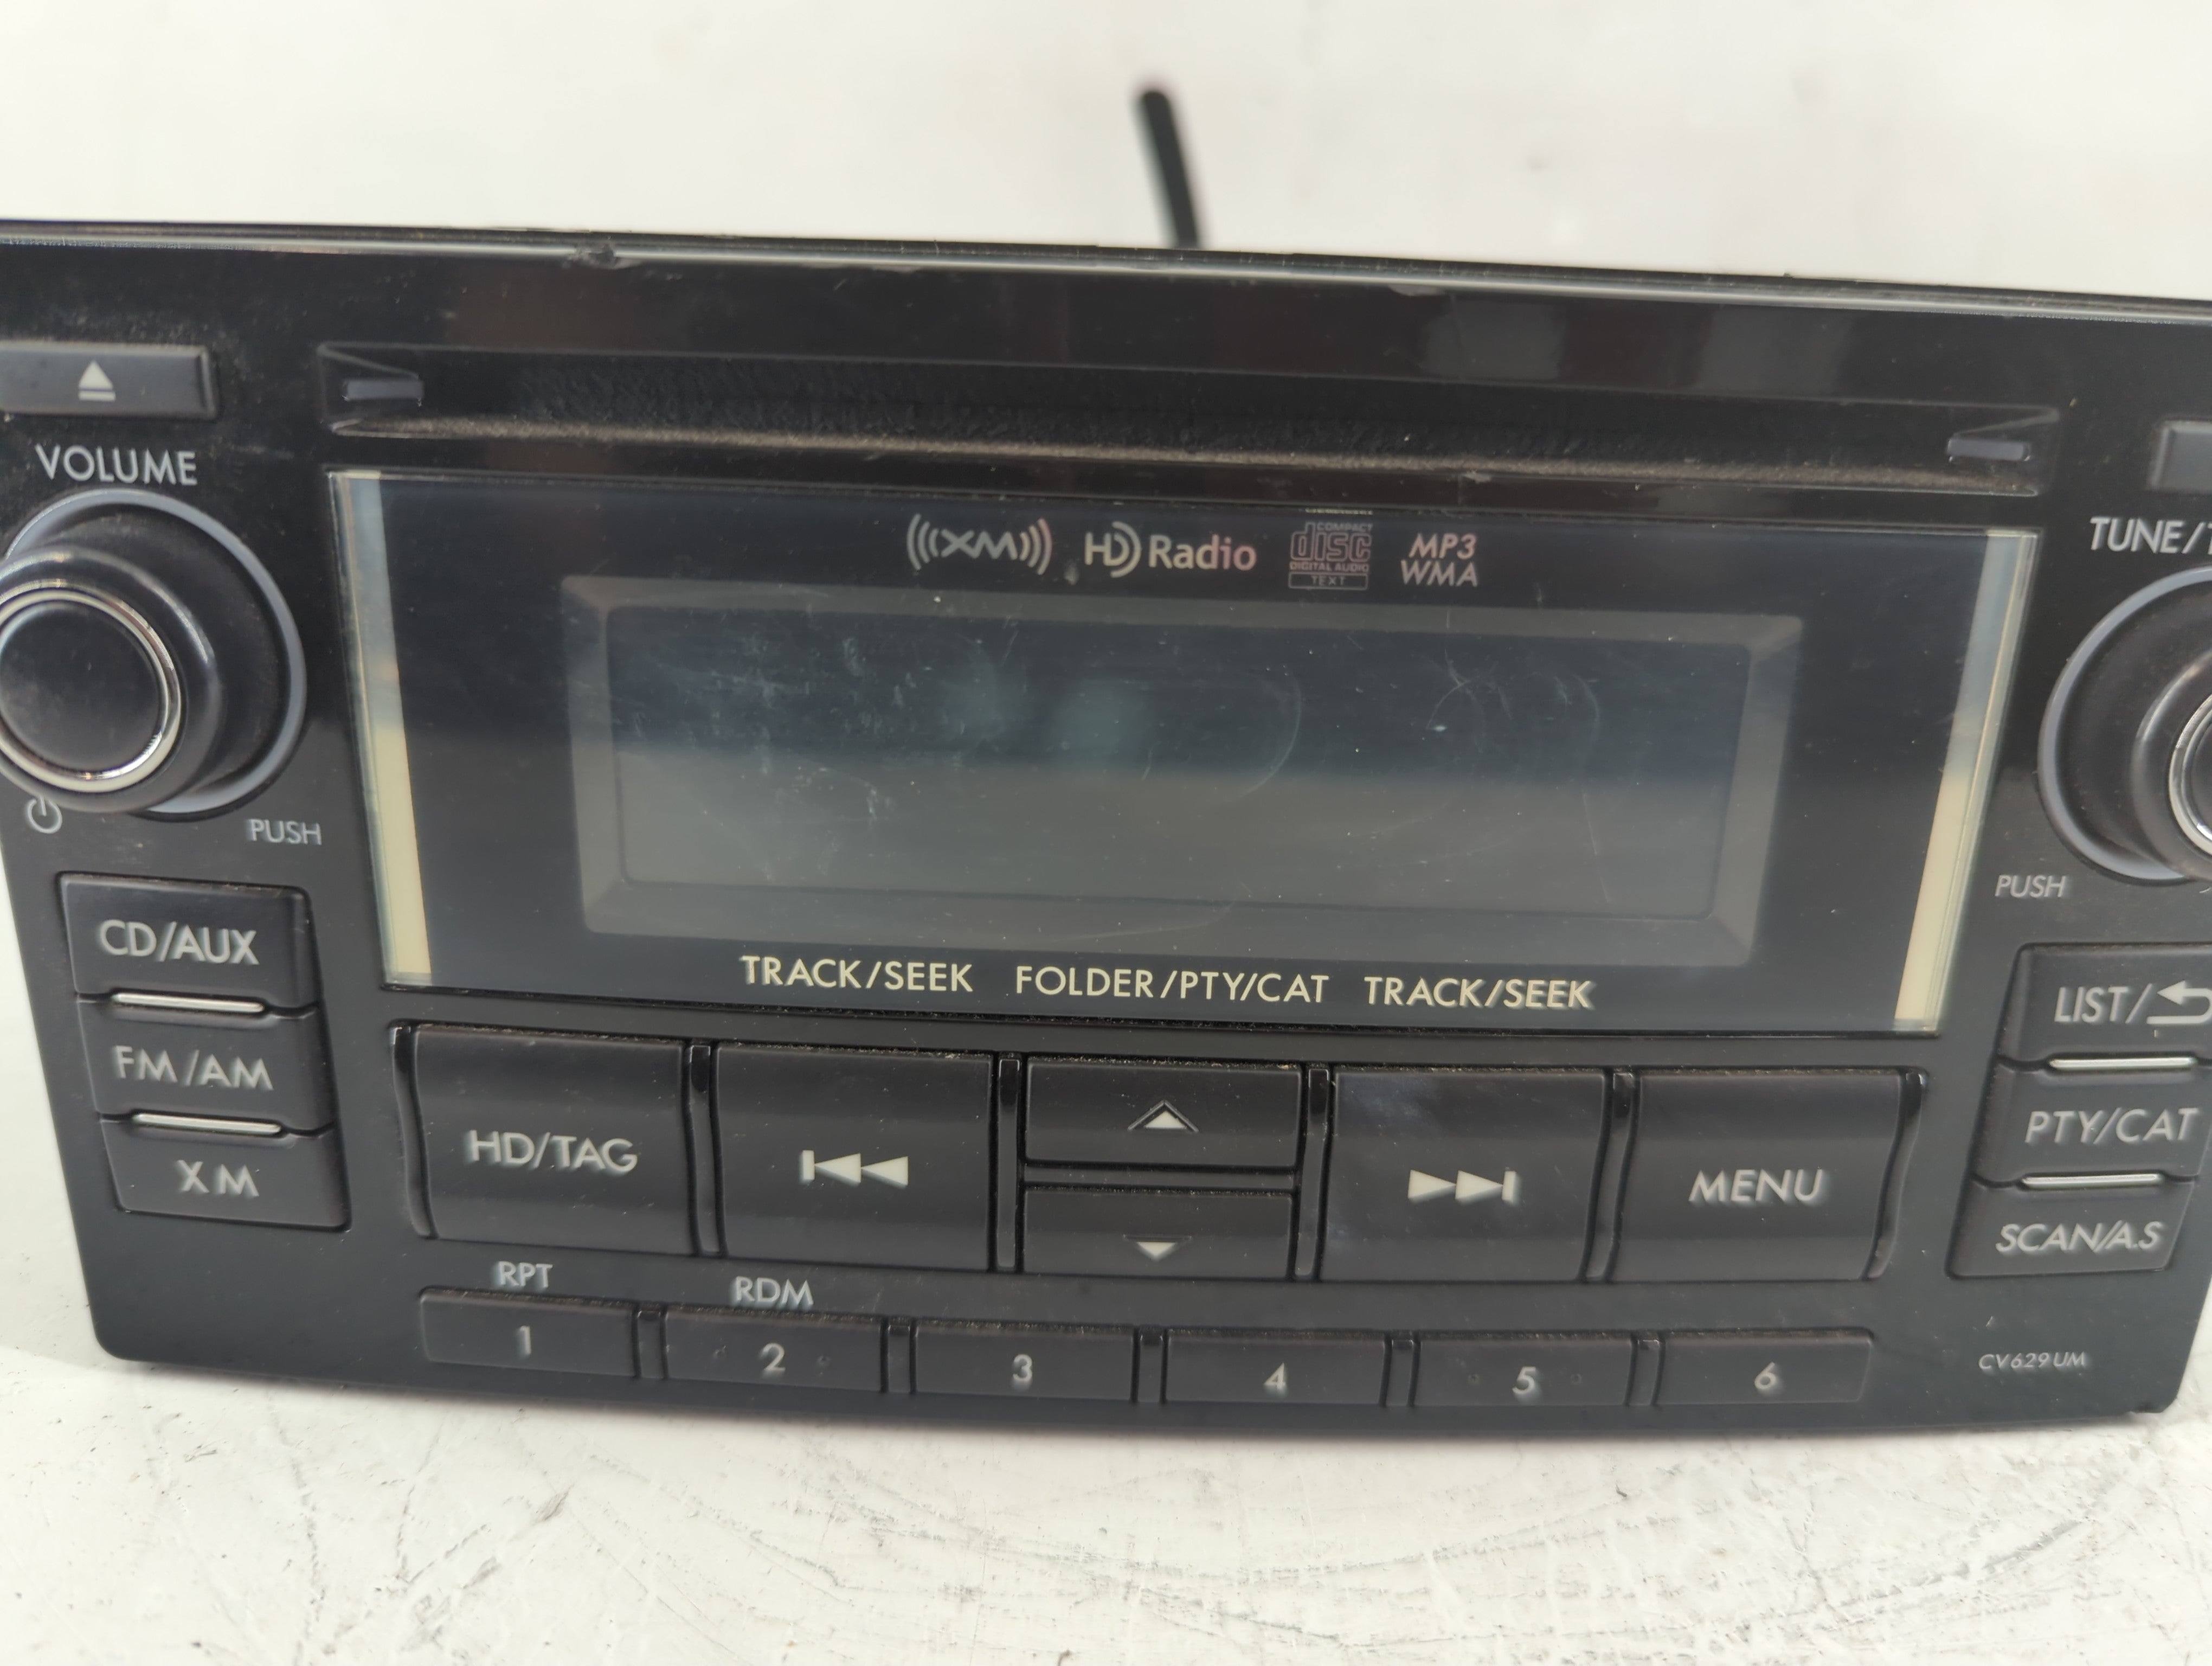 VOLUME
PUSH
((XM)) HD Radio COMPACT disc DIGITAL AUDIO TEXT MP3 WMA
TUNE/
PUSH
CD/AUX
FM/AM
XM
TRACK/SEEK FOLDER/PTY/CAT TRACK/SEEK
LIST/
PTY/CAT
SCAN/A.S
HD/TAG
MENU
RPT
RDM
1 2 3 4 5 6
CV629UM